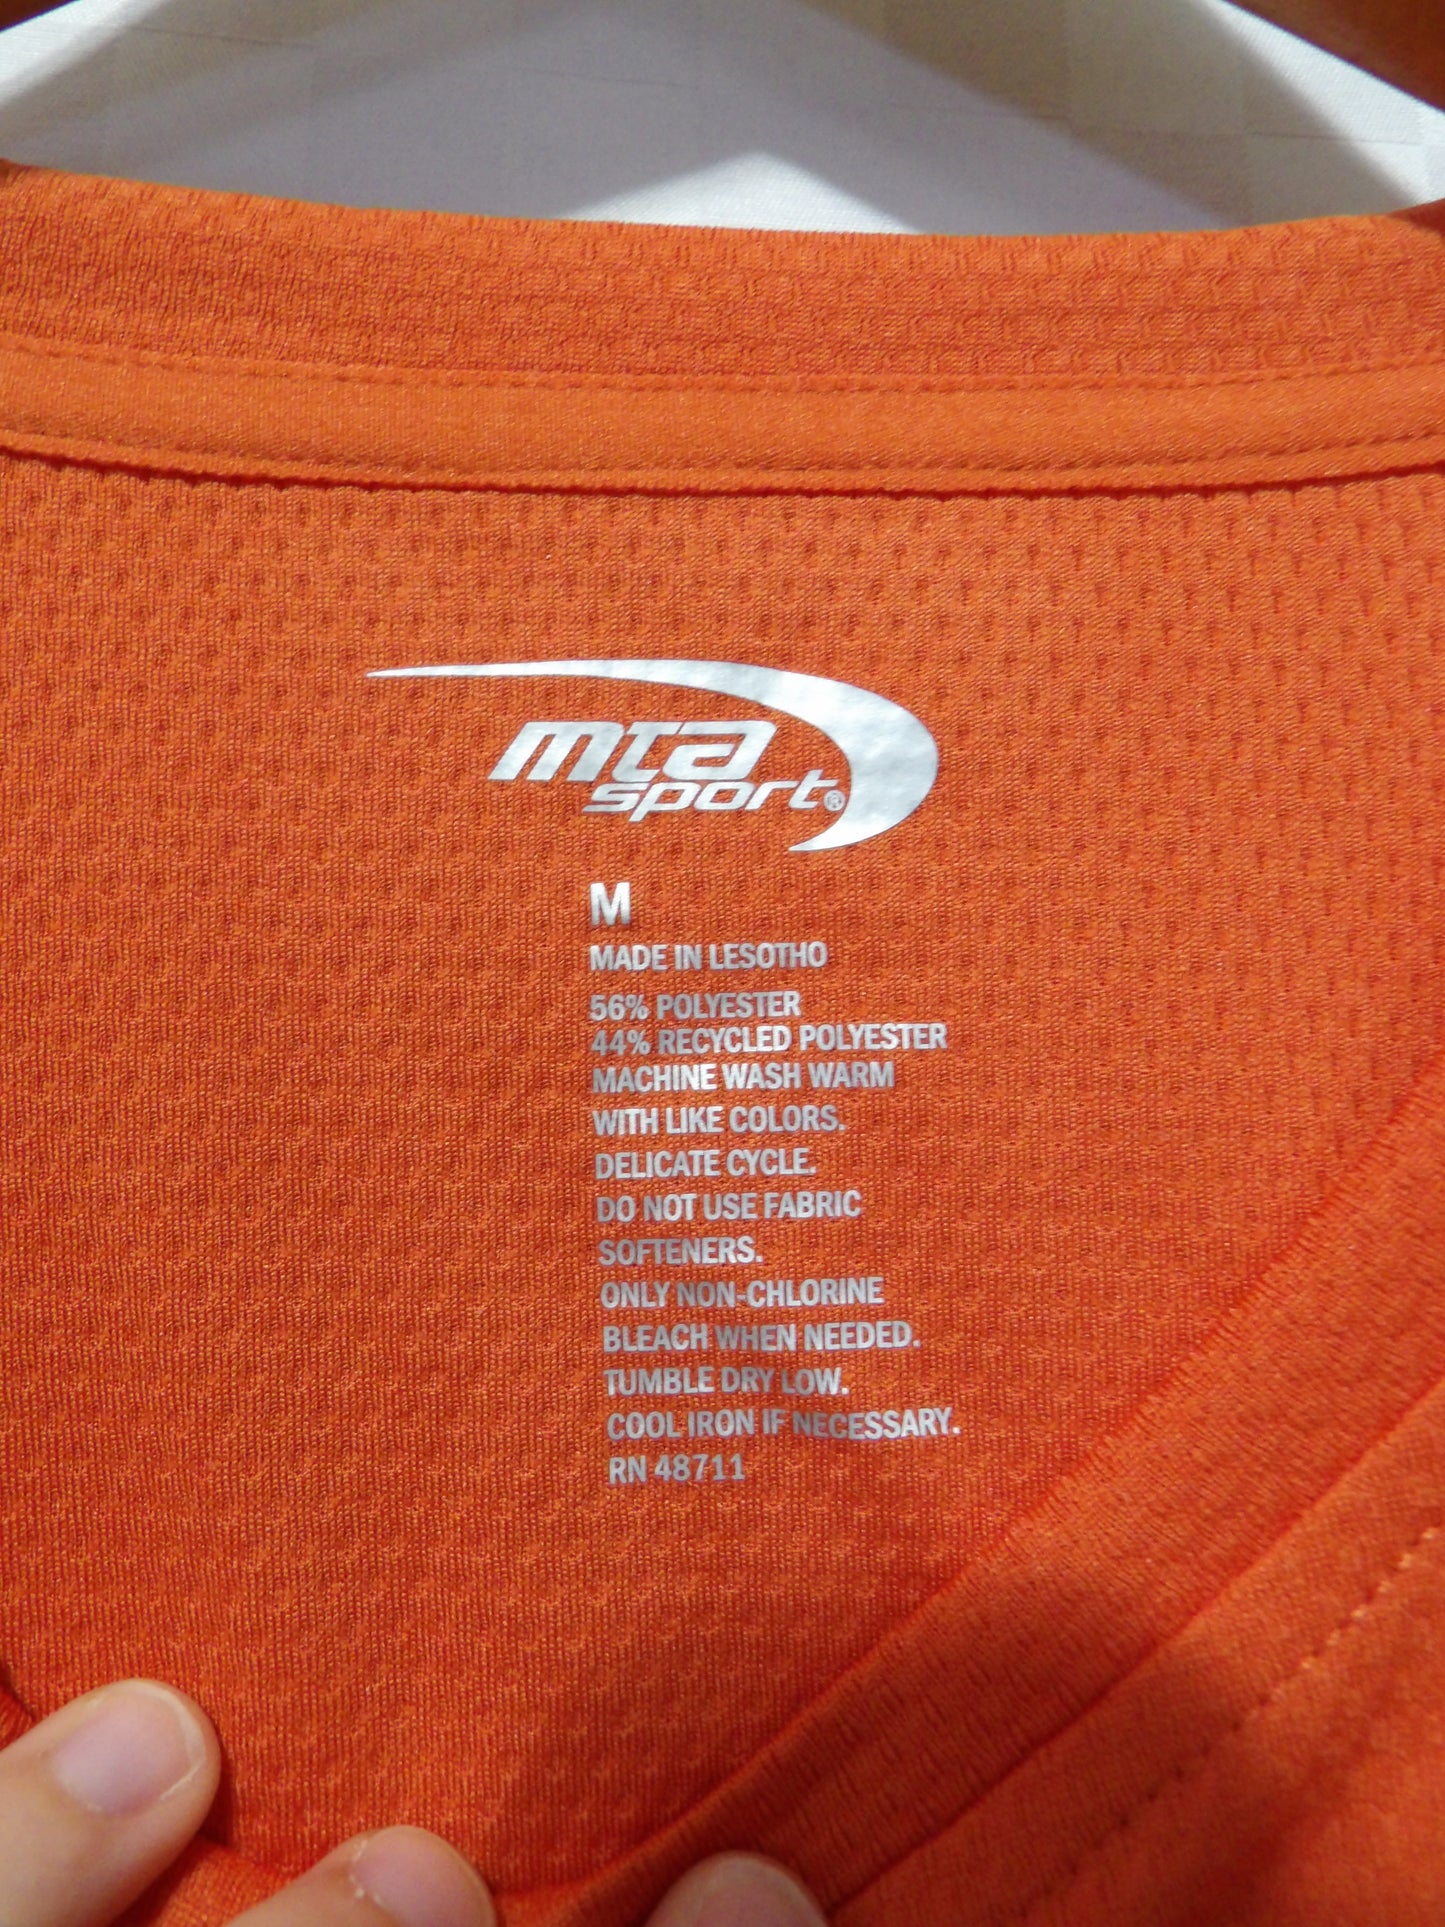 mta
sport®
M
MADE IN LESOTHO
56% POLYESTER
44% RECYCLED POLYESTER
MACHINE WASH WARM
WITH LIKE COLORS.
DELICATE CYCLE.
DO NOT USE FABRIC
SOFTENERS.
ONLY NON-CHLORINE
BLEACH WHEN NEEDED.
TUMBLE DRY LOW.
COOL IRON IF NECESSARY.
RN 48711